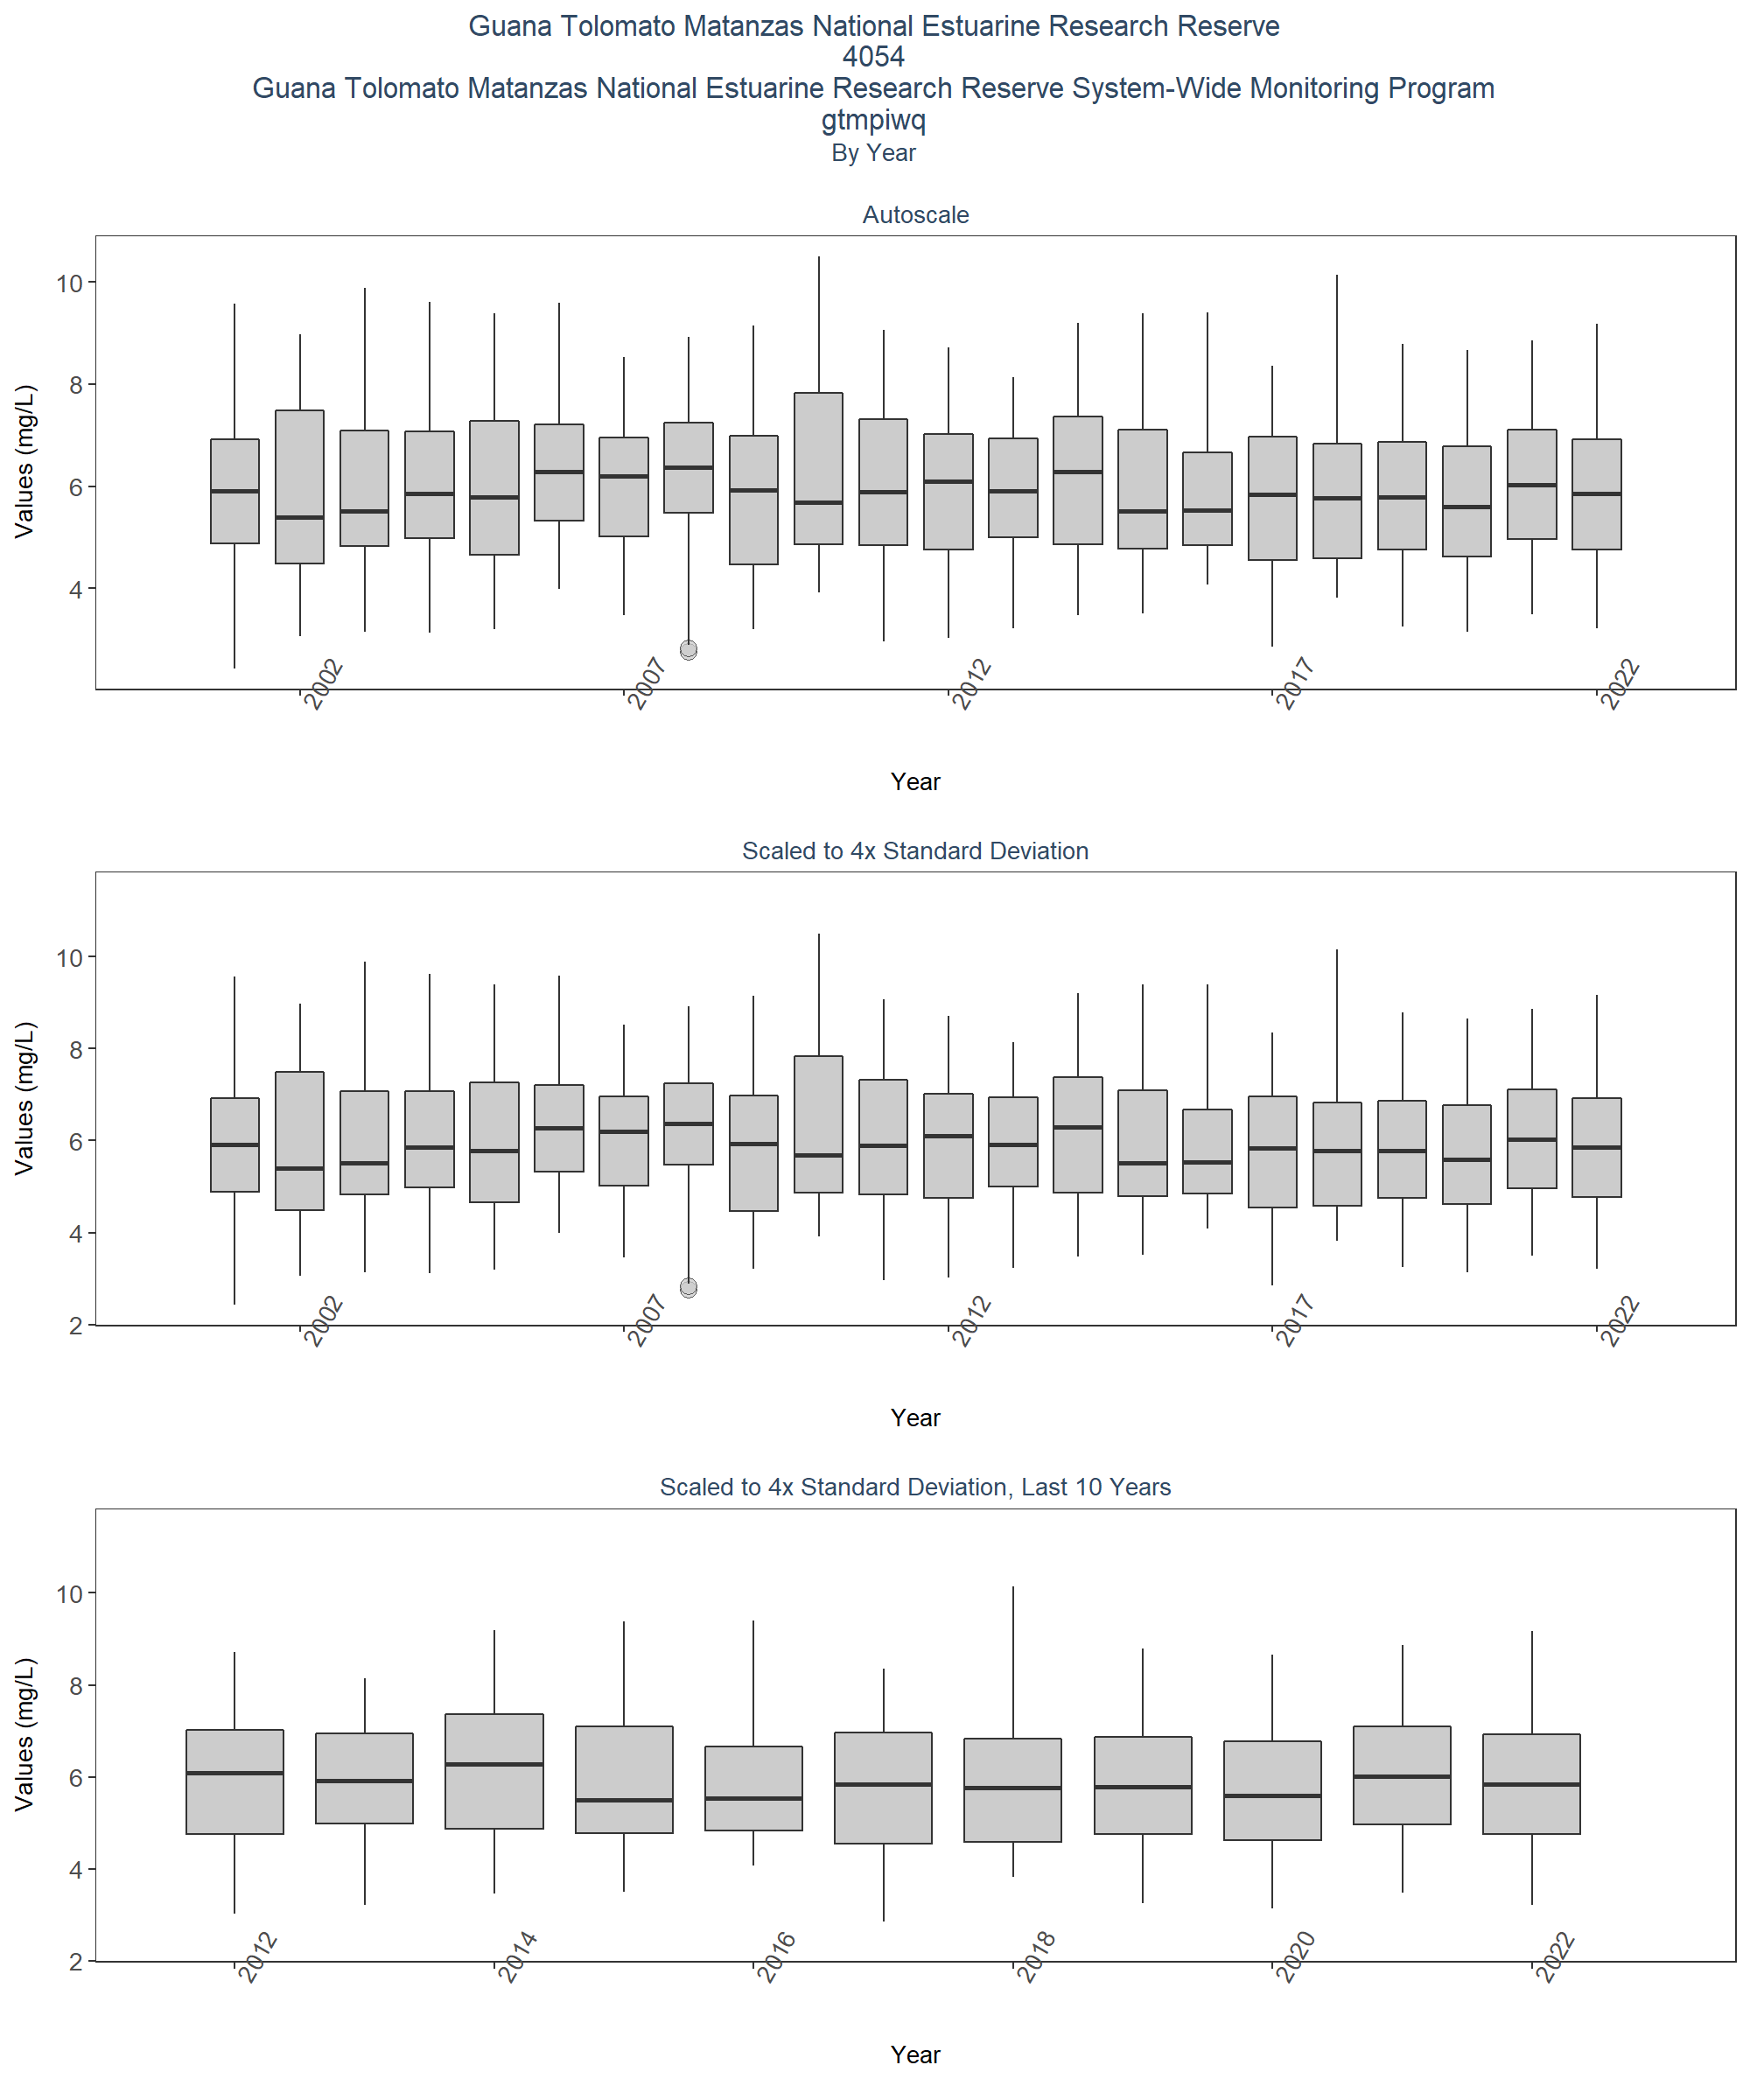 Guana Tolomato Matanzas National Estuarine Research Reserve
4054
Guana Tolomato Matanzas National Estuarine Research Reserve System-Wide Monitoring Program
gtmpiwq
By Year
Autoscale
Values (mg/L)
10
8
6
4
2002
2007
2012
2017
2022
Year
Scaled to 4x Standard Deviation
Values (mg/L)
10
8
6
4
2
2002
2007
2012
2017
2022
Year
Scaled to 4x Standard Deviation, Last 10 Years
Values (mg/L)
10
8
6
4
2
2012
2014
2016
2018
2020
2022
Year